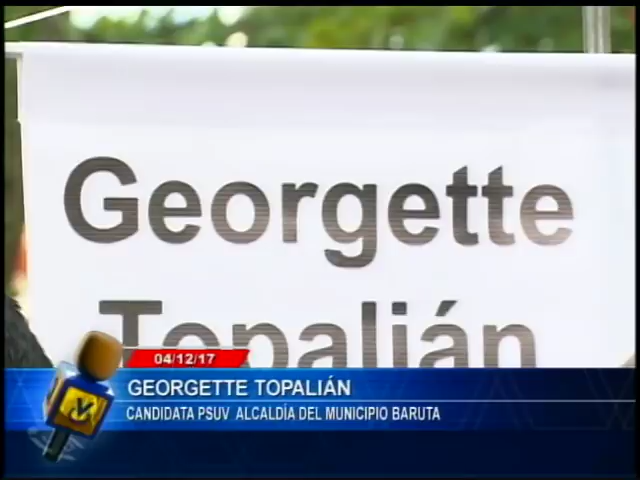 Georgette
Topalián
04/12/17
GEORGETTE TOPALIÁN
CANDIDATA PSUV ALCALDÍA DEL MUNICIPIO BARUTA